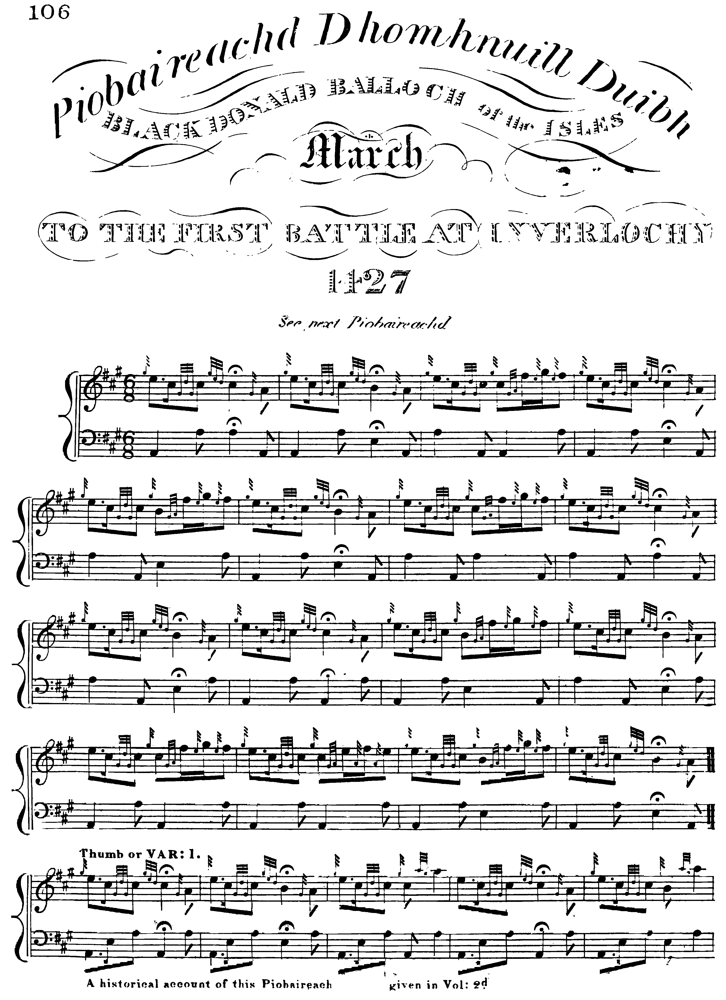 106
Piobaireachd Dhomhnuill Duibh
BLACK DONALD BALLOCH of the ISLES
March
TO THE FIRST BATTLE AT INVERLOCHY
1427
See next Piobaireachd
Thumb or VAR: 1.
A historical account of this Piobaireach given in Vol: 2d.